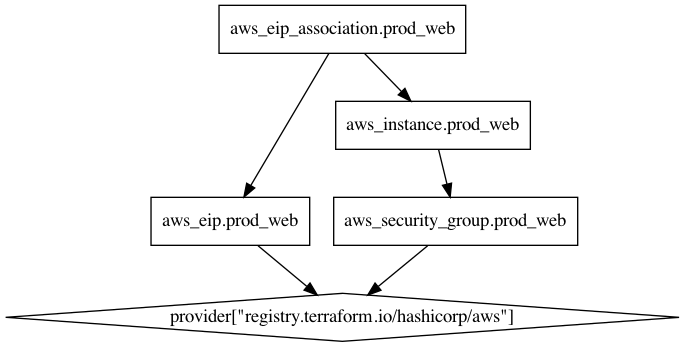 aws_eip_association.prod_web
aws_instance.prod_web
aws_eip.prod_web
aws_security_group.prod_web
provider["registry.terraform.io/hashicorp/aws"]